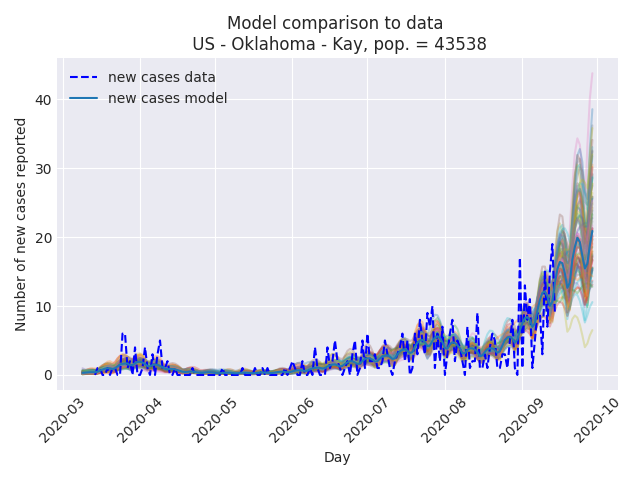 Model comparison to data
US - Oklahoma - Kay, pop. = 43538
new cases data
new cases model
Number of new cases reported
40
30
20
10
0
2020-03
2020-04
2020-05
2020-06
2020-07
2020-08
2020-09
2020-10
Day